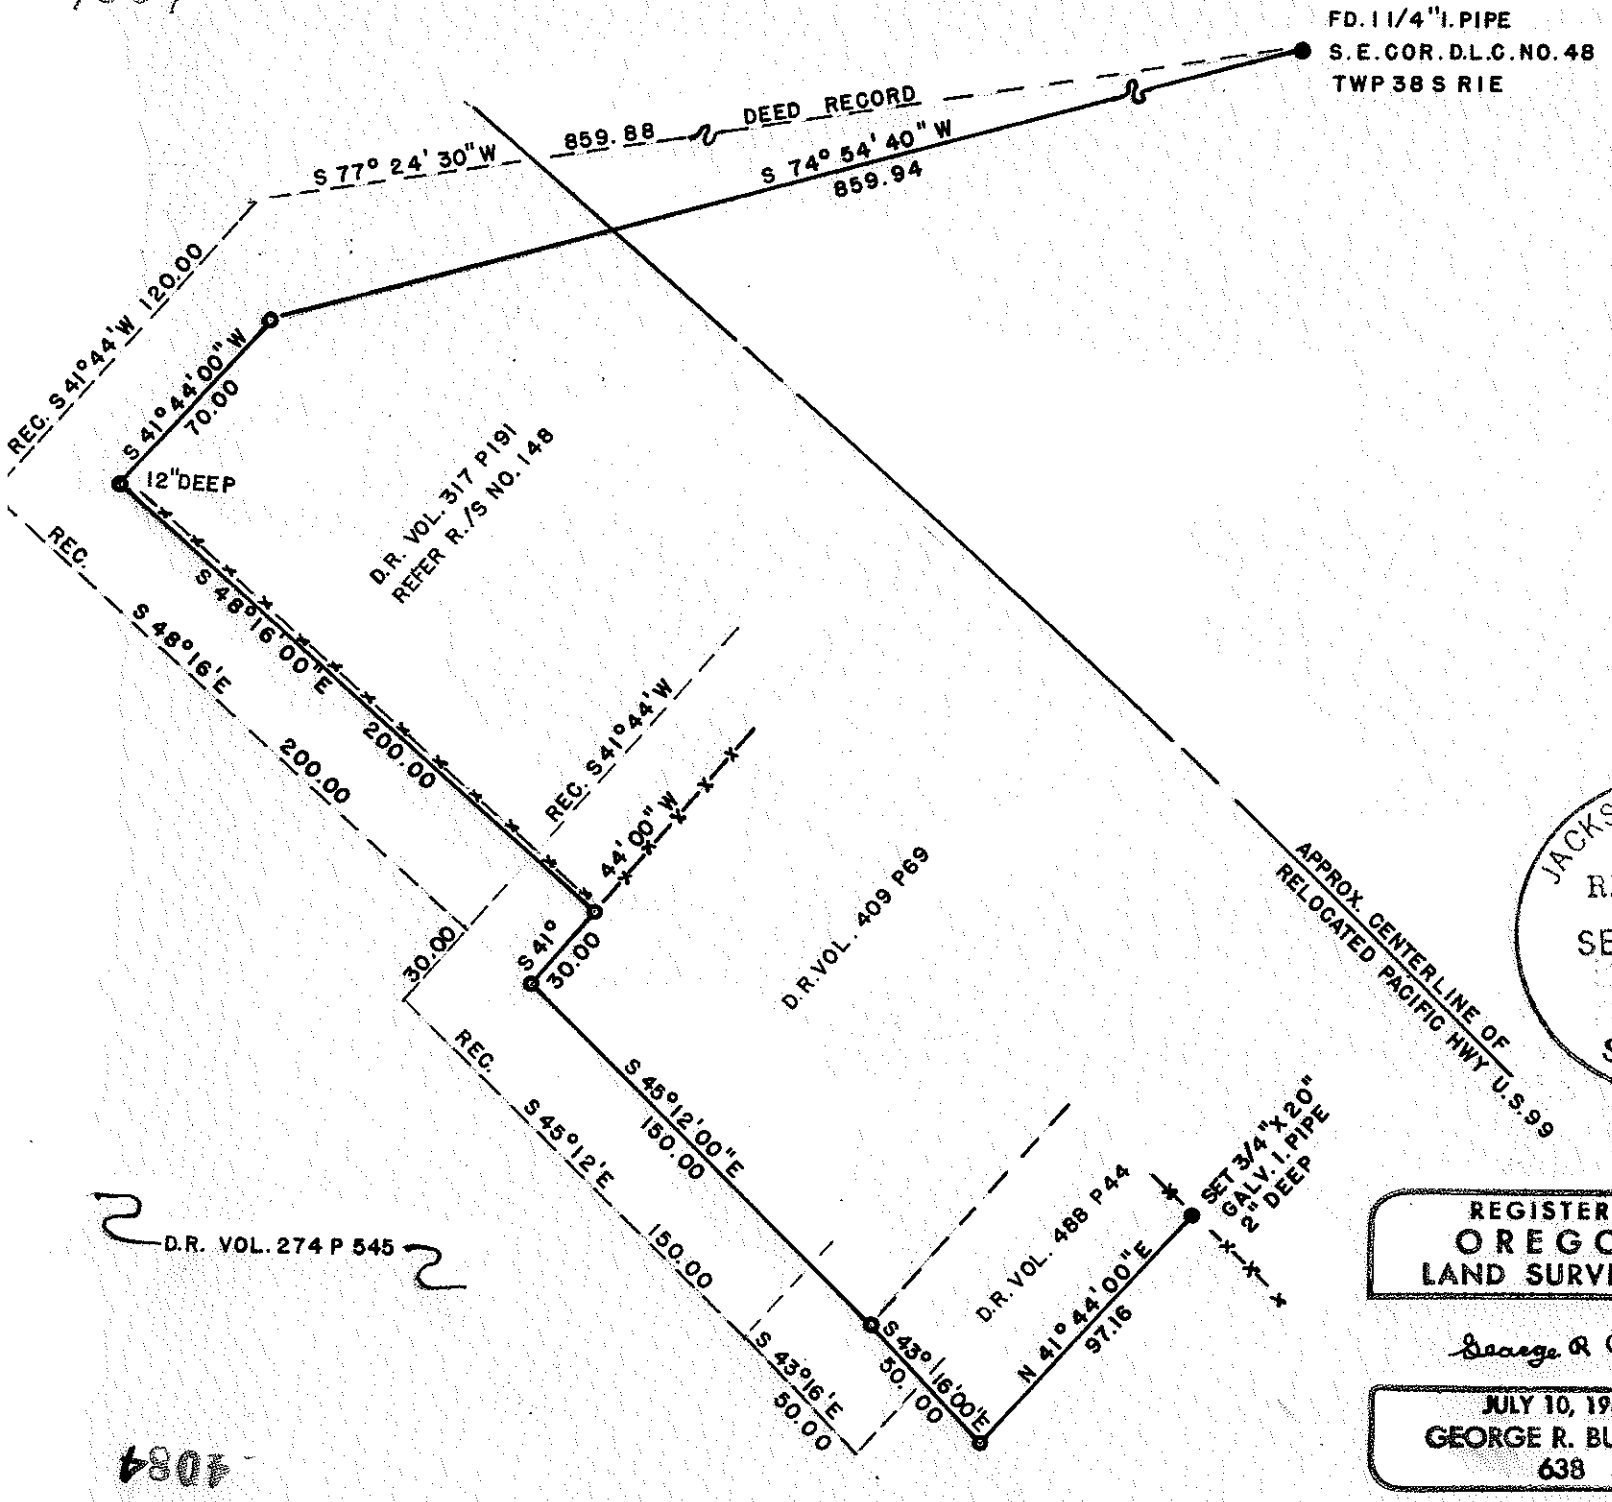 FD. 1 1/4" I. PIPE
S.E. COR. D.L.C. NO. 48
TWP 38 S R1E
DEED RECORD
859.88
S 77° 24' 30" W
S 74° 54' 40" W
859.94
REC. S 41° 44' W 120.00
S 41° 44' 00" W
70.00
12" DEEP
D.R. VOL. 317 P191
REFER R./S NO. 148
REC.
S 48° 16' E
200.00
S 48° 16' 00" E
200.00
REC. S 41° 44' W
30.00
S 41° 44' 00" W
30.00
D.R. VOL. 409 P69
APPROX. CENTERLINE OF
RELOCATED PACIFIC HWY U.S. 99
JACKS
SE
REC.
S 45° 12' E
150.00
S 45° 12' 00" E
150.00
D.R. VOL. 274 P 545
S 43° 16' E
50.00
S 43° 16' 00" E
50.00
D.R. VOL. 488 P 44
N 41° 44' 00" E
97.16
SET 3/4" X 20"
GALV. I. PIPE
2" DEEP
REGISTER
OREGO
LAND SURVE
George R
JULY 10, 19
GEORGE R. BU
638
4084